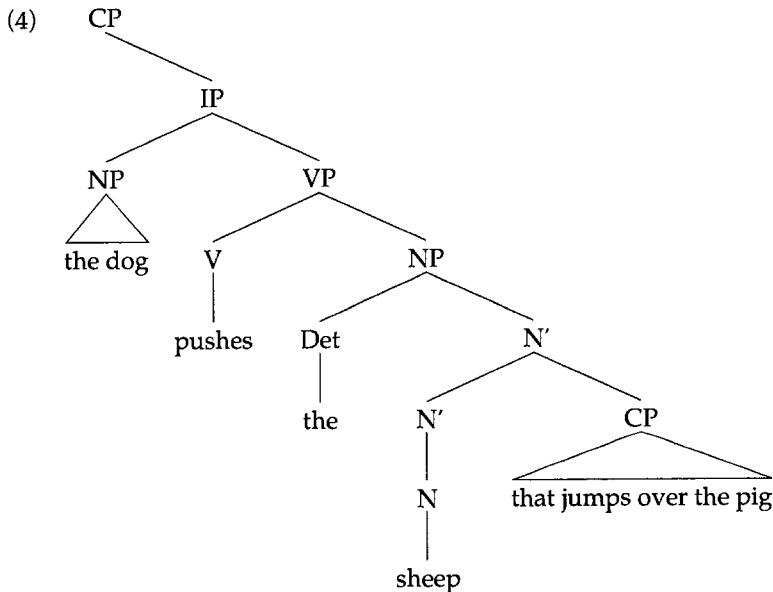 (4) CP
IP
NP VP
the dog V NP
pushes Det N′
the N′ CP
N that jumps over the pig
sheep